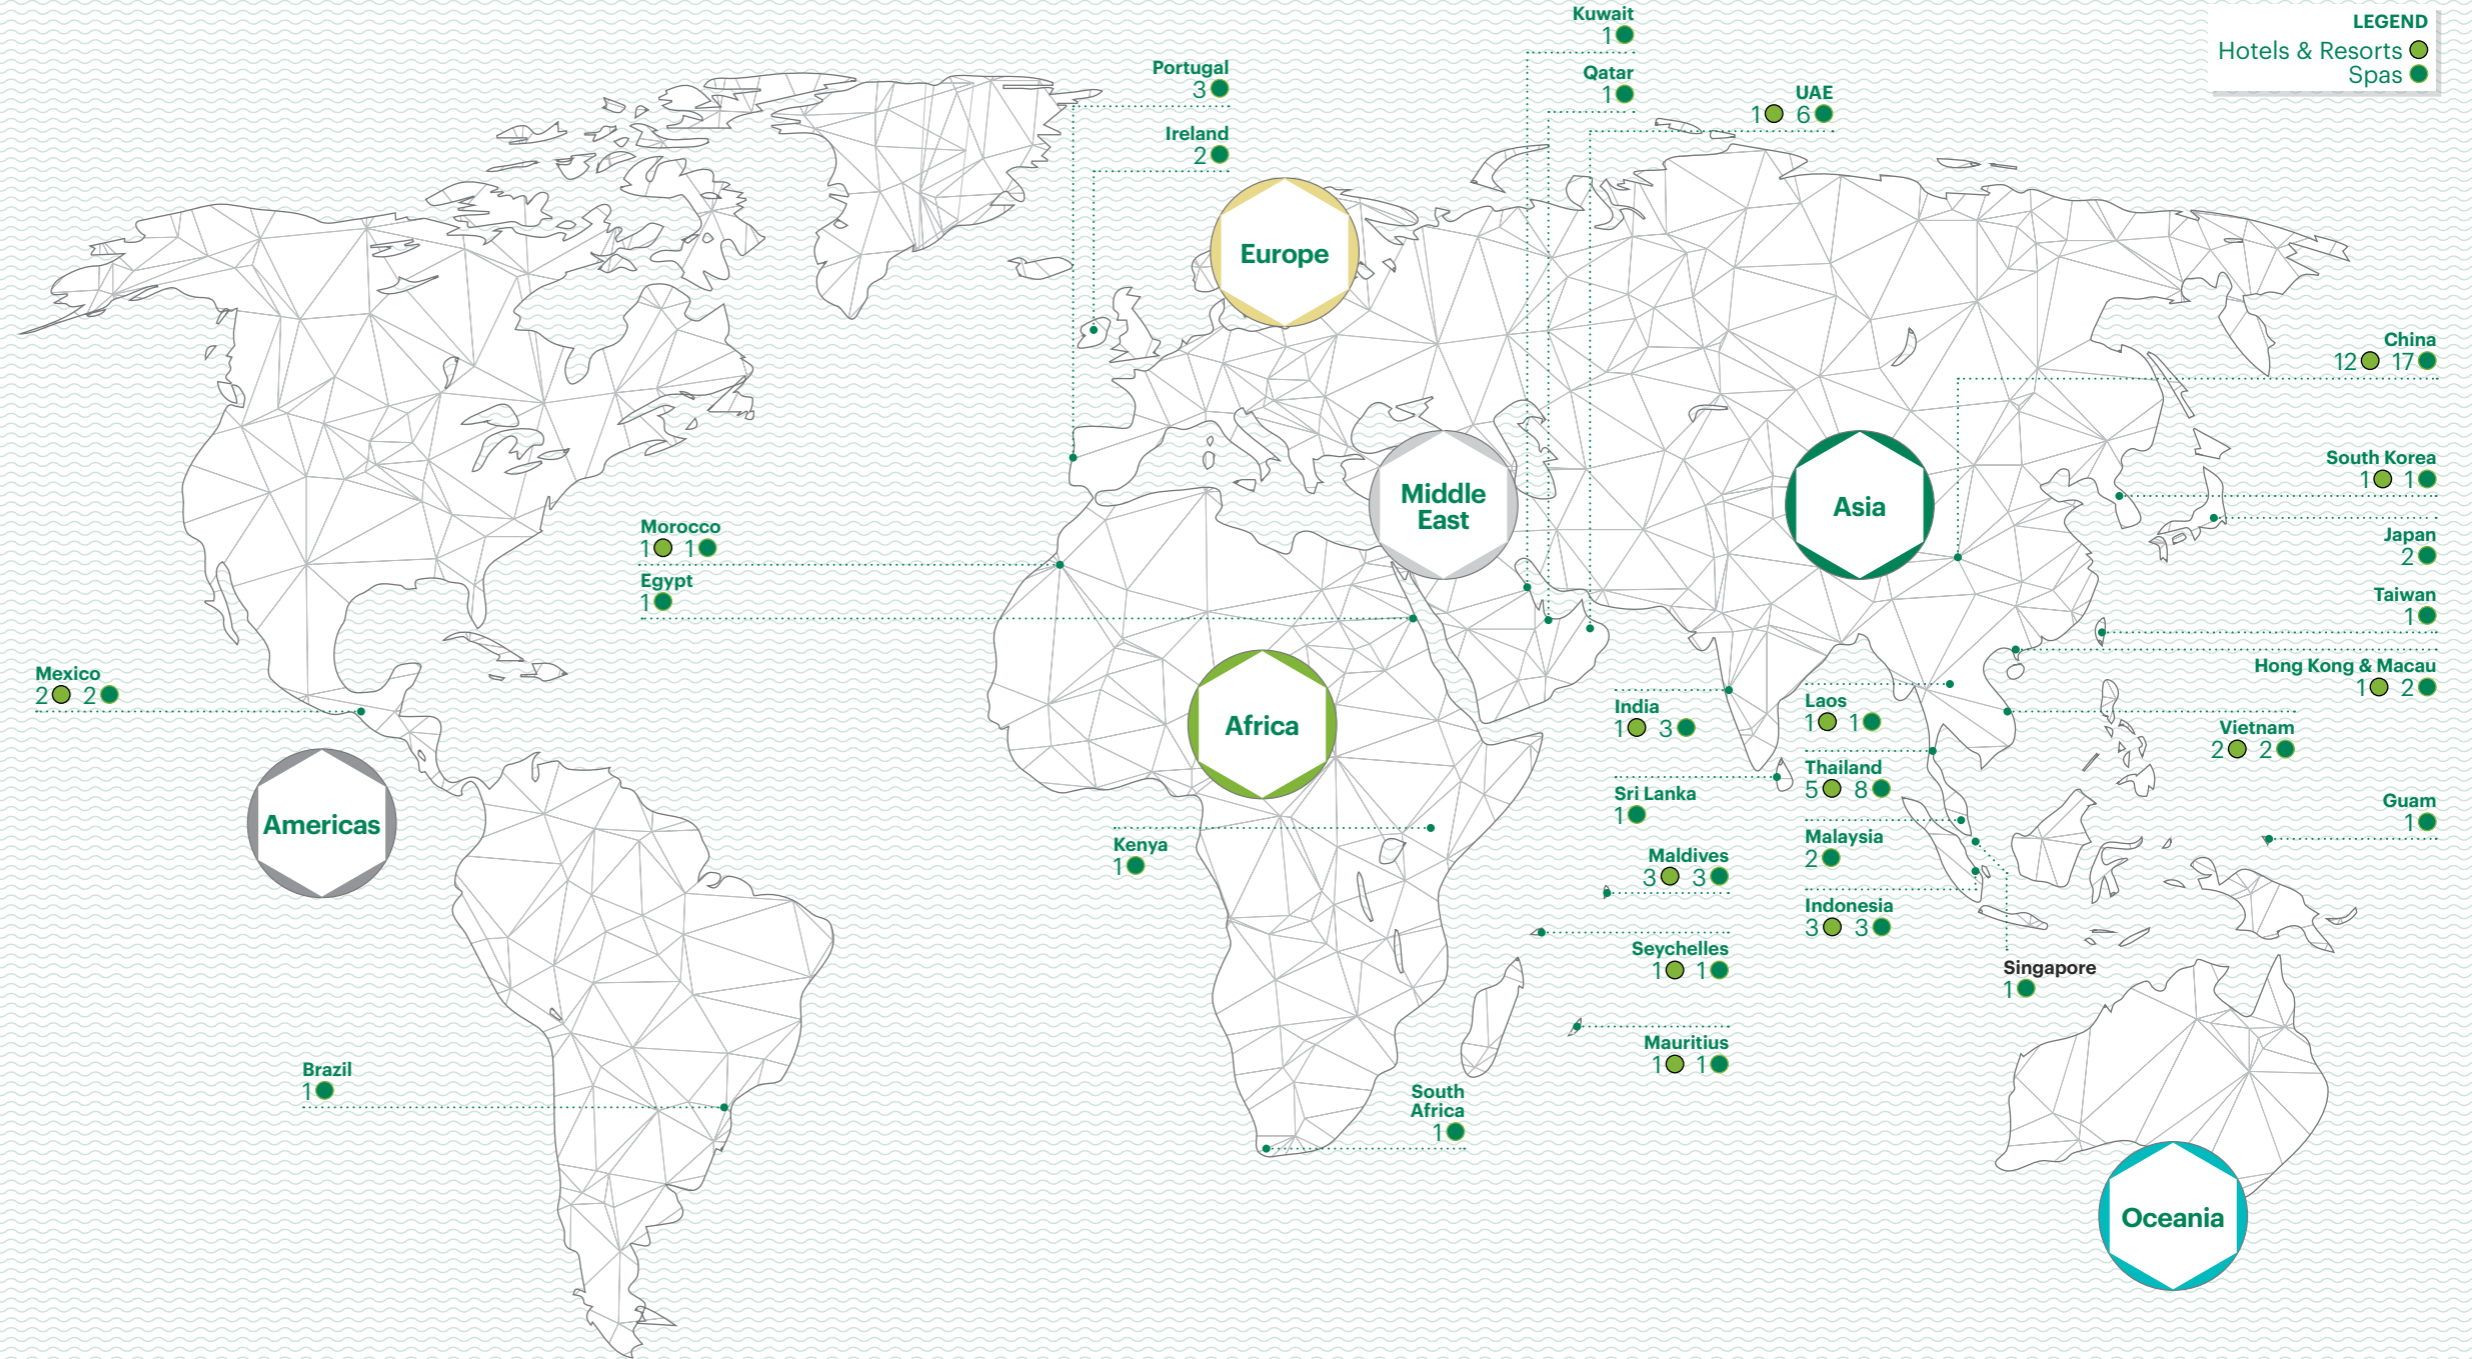 LEGEND
Hotels & Resorts
Spas
Kuwait
1
Qatar
1
UAE
1 6
Portugal
3
Ireland
2
Europe
China
12 17
South Korea
1 1
Japan
2
Taiwan
1
Hong Kong & Macau
1 2
Vietnam
2 2
Guam
1
Middle
East
Asia
Morocco
1 1
Egypt
1
Mexico
2 2
Americas
Africa
India
1 3
Sri Lanka
1
Laos
1 1
Thailand
5 8
Malaysia
2
Indonesia
3 3
Singapore
1
Kenya
1
Maldives
3 3
Seychelles
1 1
Mauritius
1 1
South
Africa
1
Brazil
1
Oceania